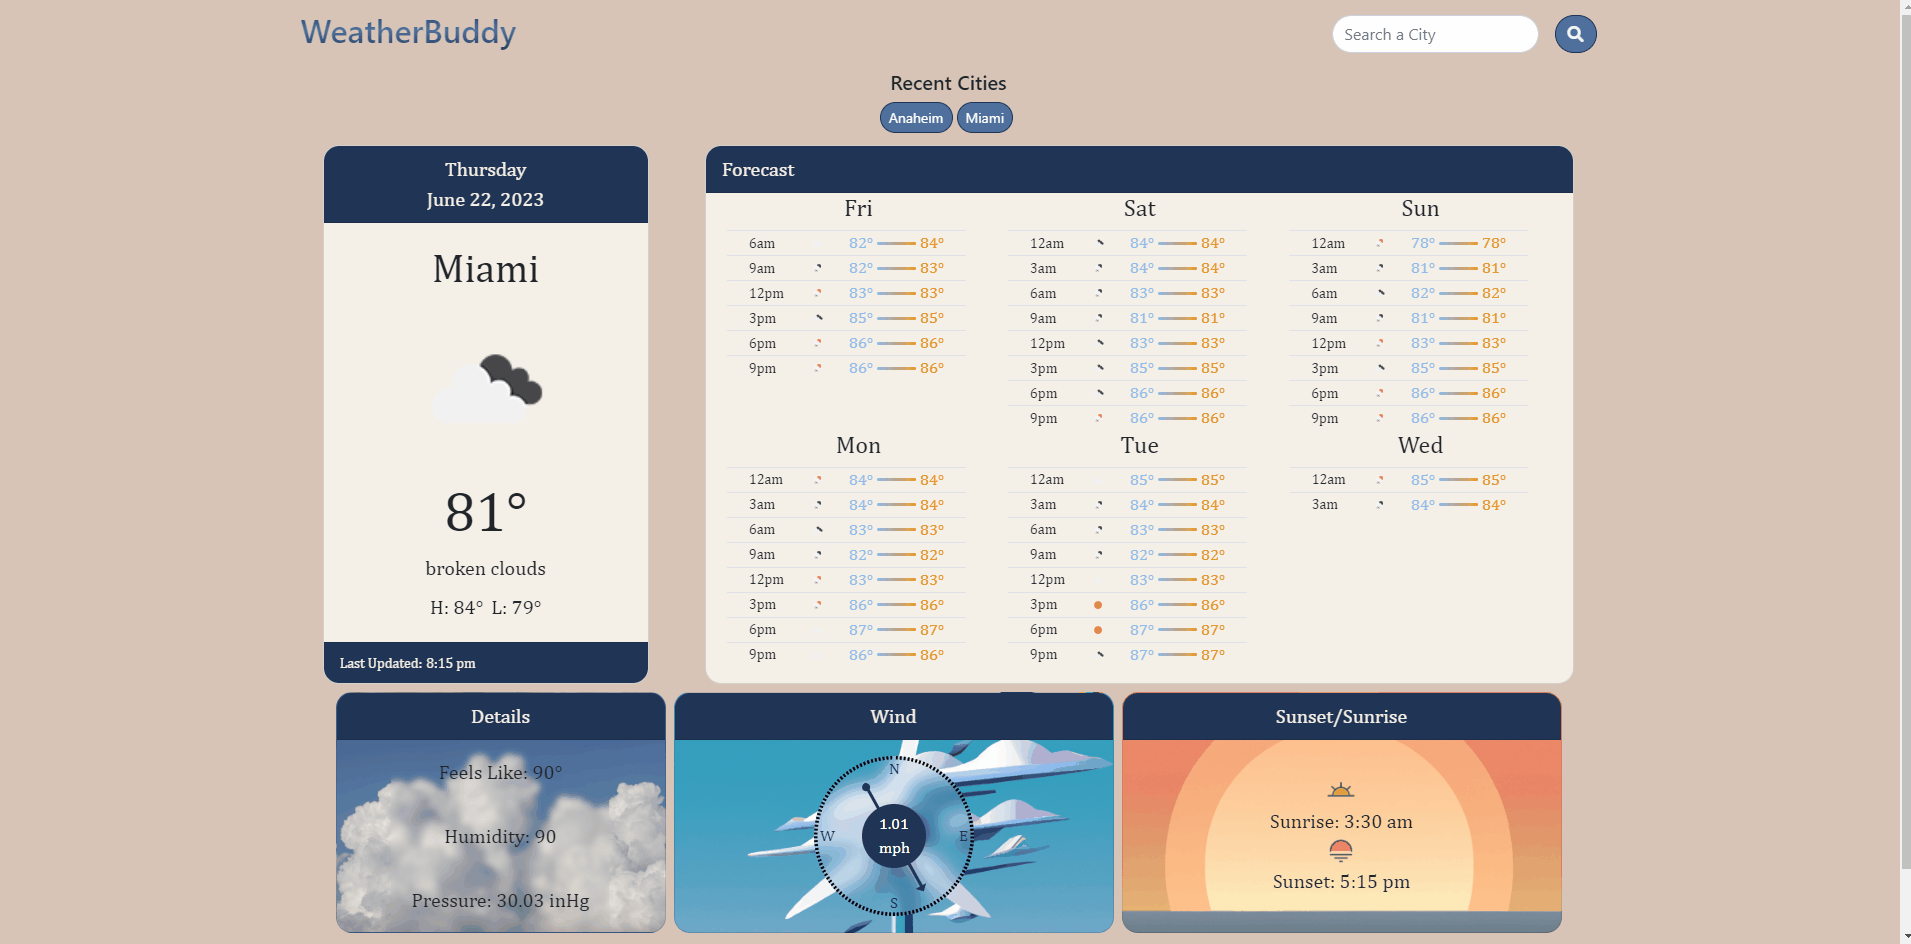 WeatherBuddy
Search a City
Recent Cities
Anaheim Miami
Thursday
June 22, 2023
Miami
81°
broken clouds
H: 84° L: 79°
Last Updated: 8:15 pm
Forecast
Fri
6am 82° 84°
9am 82° 83°
12pm 83° 83°
3pm 85° 85°
6pm 86° 86°
9pm 86° 86°
Sat
12am 84° 84°
3am 84° 84°
6am 83° 83°
9am 81° 81°
12pm 83° 83°
3pm 85° 85°
6pm 86° 86°
9pm 86° 86°
Sun
12am 78° 78°
3am 81° 81°
6am 82° 82°
9am 81° 81°
12pm 83° 83°
3pm 85° 85°
6pm 86° 86°
9pm 86° 86°
Mon
12am 84° 84°
3am 84° 84°
6am 83° 83°
9am 82° 82°
12pm 83° 83°
3pm 86° 86°
6pm 87° 87°
9pm 86° 86°
Tue
12am 85° 85°
3am 84° 84°
6am 83° 83°
9am 82° 82°
12pm 83° 83°
3pm 86° 86°
6pm 87° 87°
9pm 87° 87°
Wed
12am 85° 85°
3am 84° 84°
Details
Feels Like: 90°
Humidity: 90
Pressure: 30.03 inHg
Wind
N
W
1.01
mph
E
S
Sunset/Sunrise
Sunrise: 3:30 am
Sunset: 5:15 pm